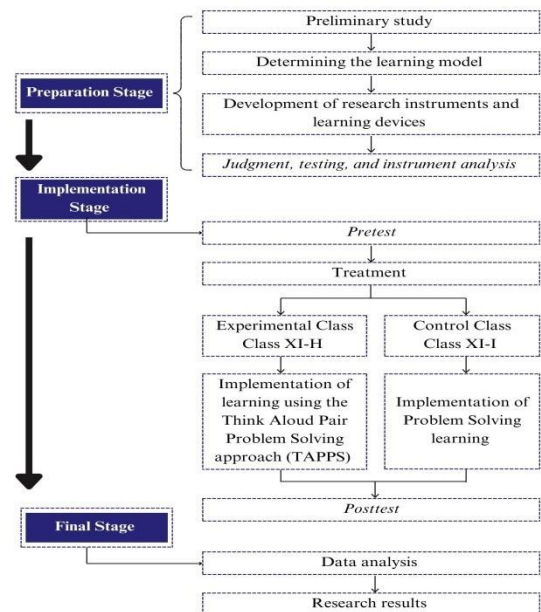 Preliminary study
Determining the learning model
Preparation Stage
Development of research instruments and
learning devices
Judgment, testing, and instrument analysis
Implementation
Stage
Pretest
Treatment
Experimental Class
Class XI-H
Control Class
Class XI-I
Implementation of
learning using the
Think Aloud Pair
Problem Solving
approach (TAPPS)
Implementation of
Problem Solving
learning
Posttest
Final Stage
Data analysis
Research results